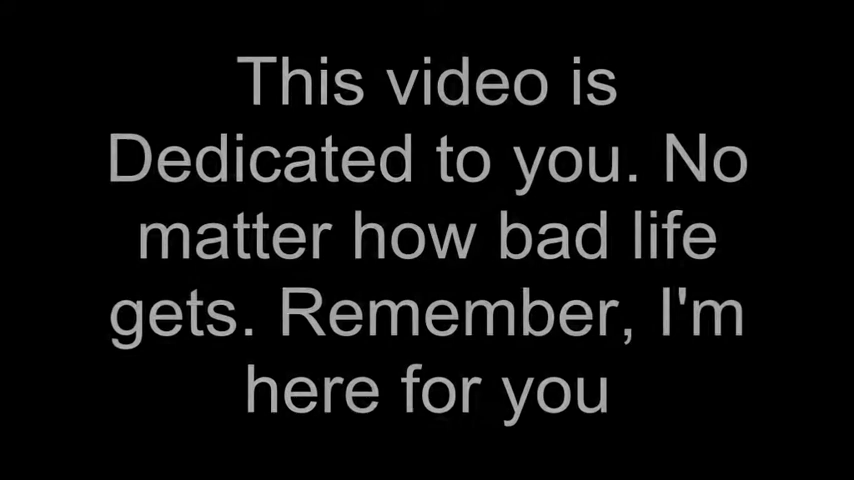 This video is
Dedicated to you. No
matter how bad life
gets. Remember, I'm
here for you